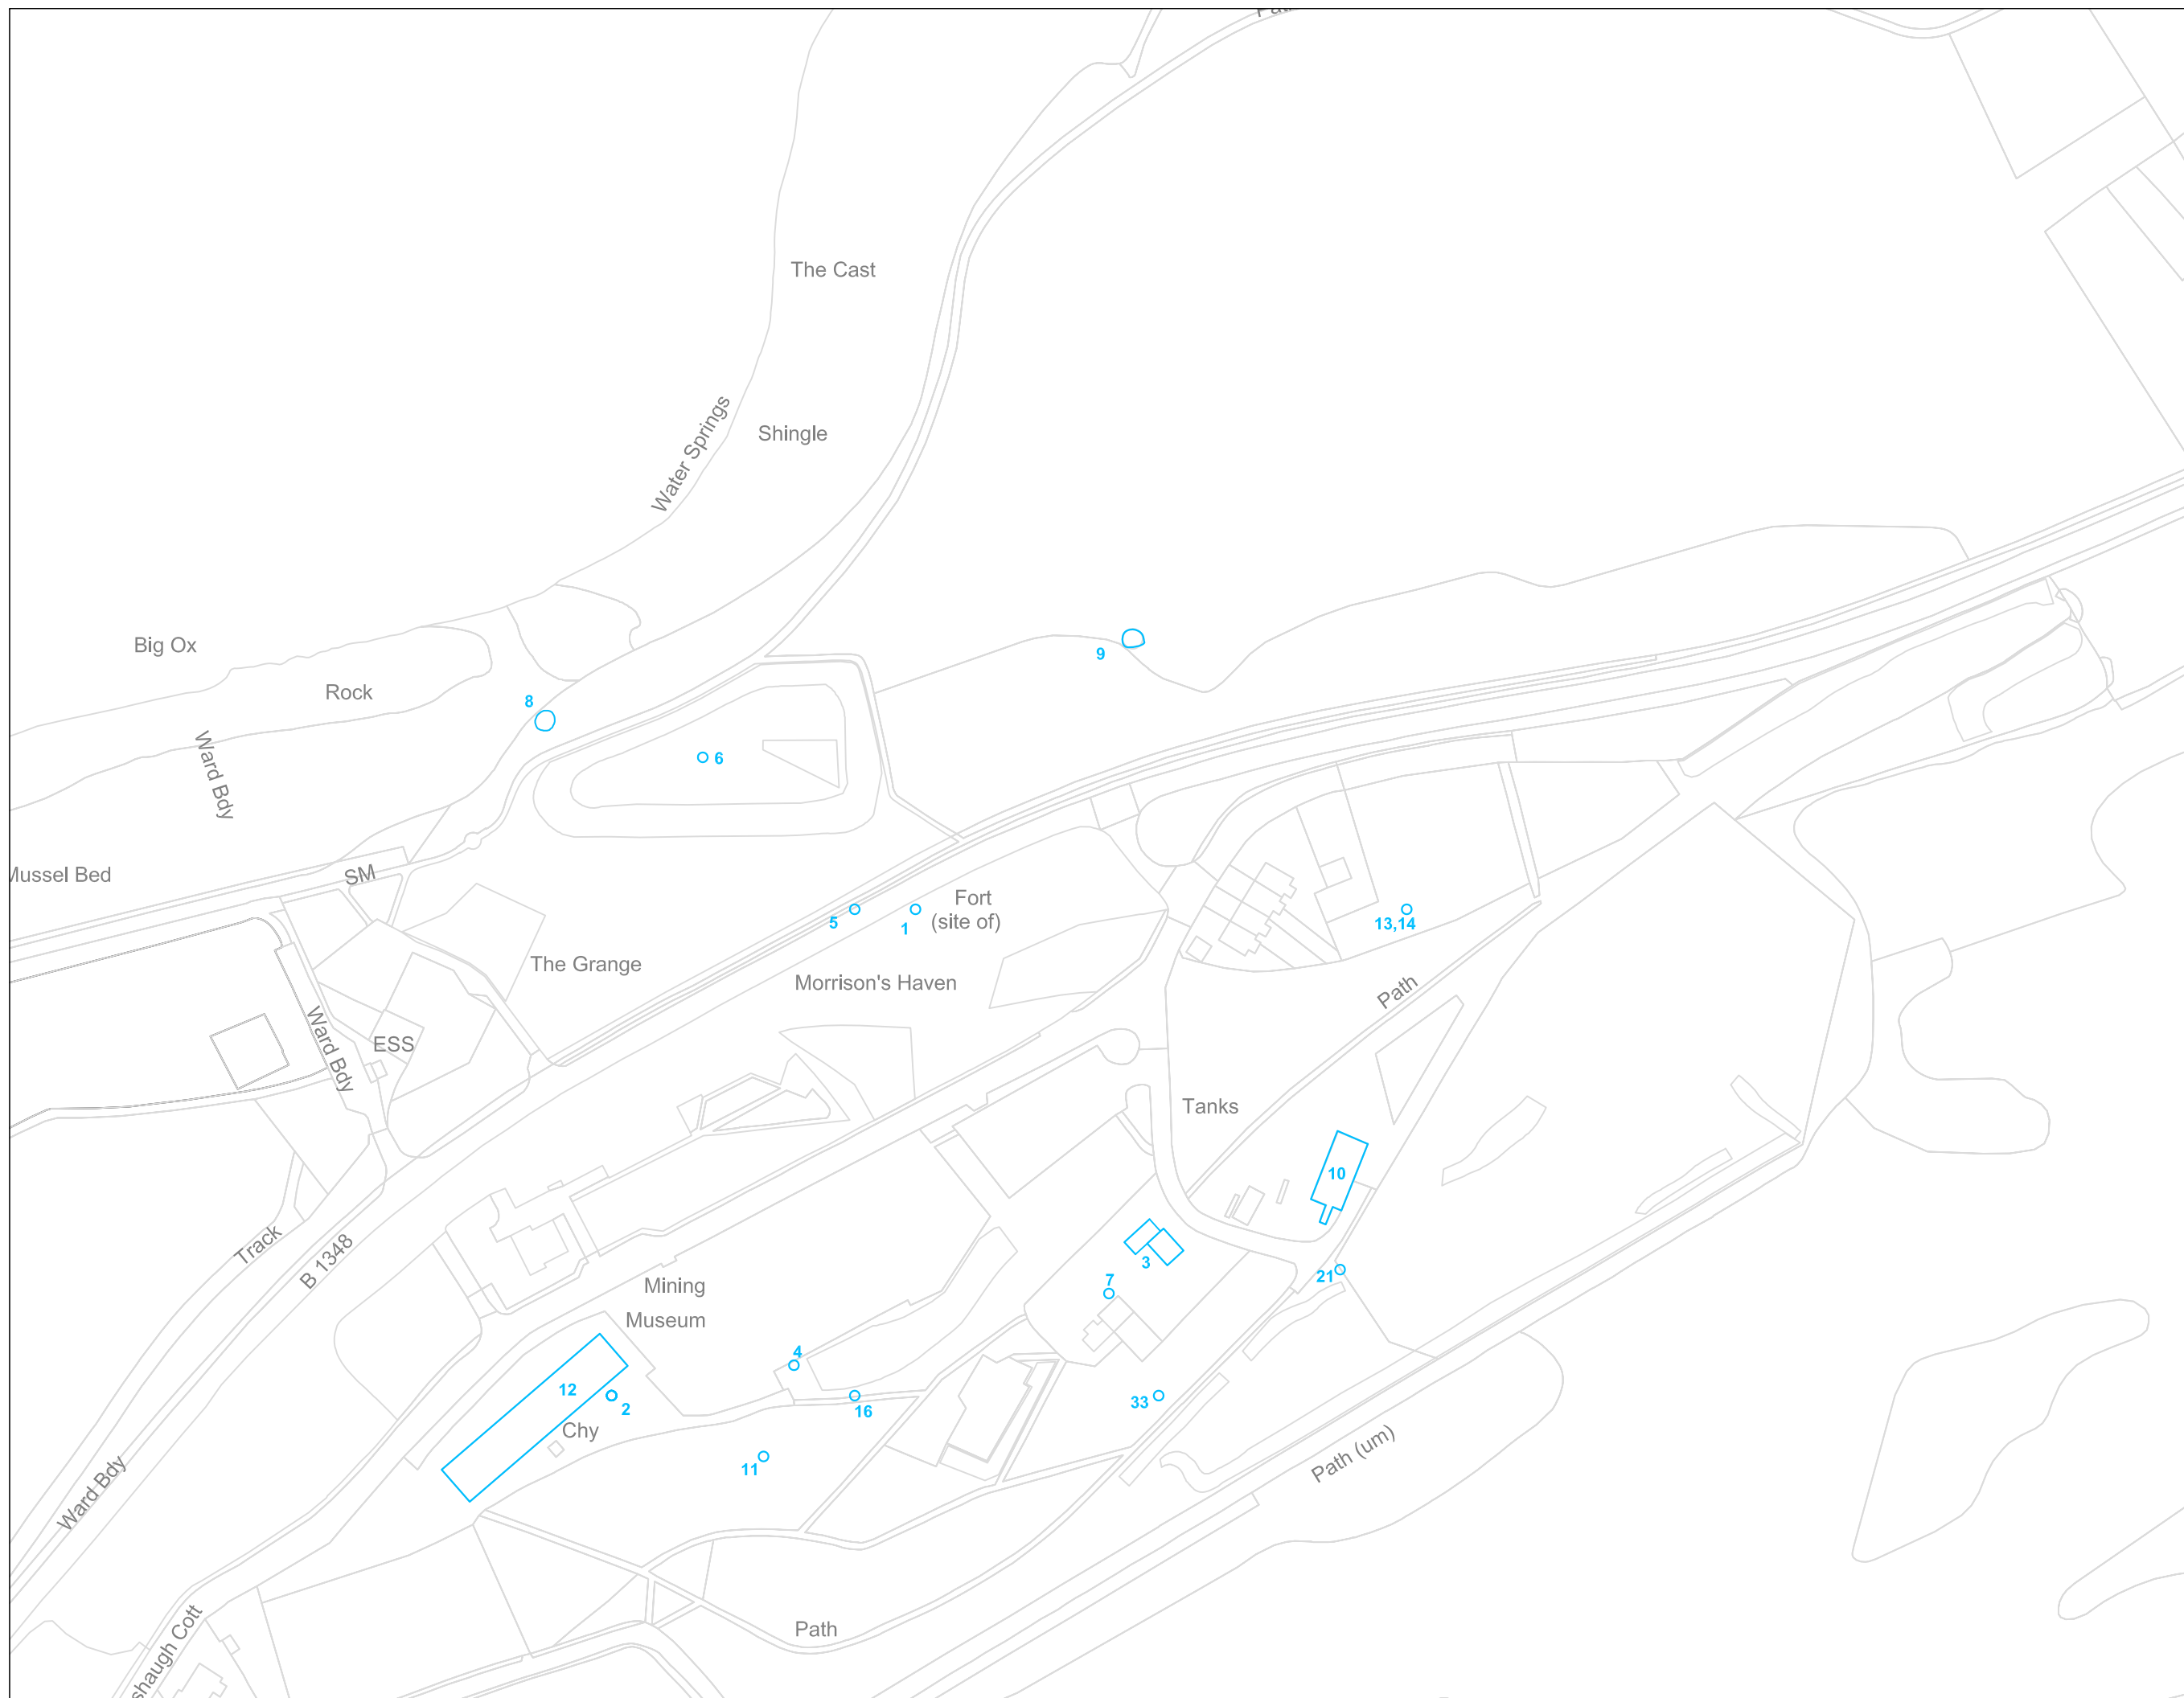 The Cast
Water Springs
Shingle
Big Ox
Rock
9
8
Ward Bdy
6
Mussel Bed
SM
Fort
(site of)
5
1
13,14
The Grange
Morrison's Haven
Path
ESS
Ward Bdy
Tanks
10
Track
B 1348
3
21
7
Mining
Museum
4
12
2
16
33
Chy
11
Path (um)
Ward Bdy
Path
shaugh Cott